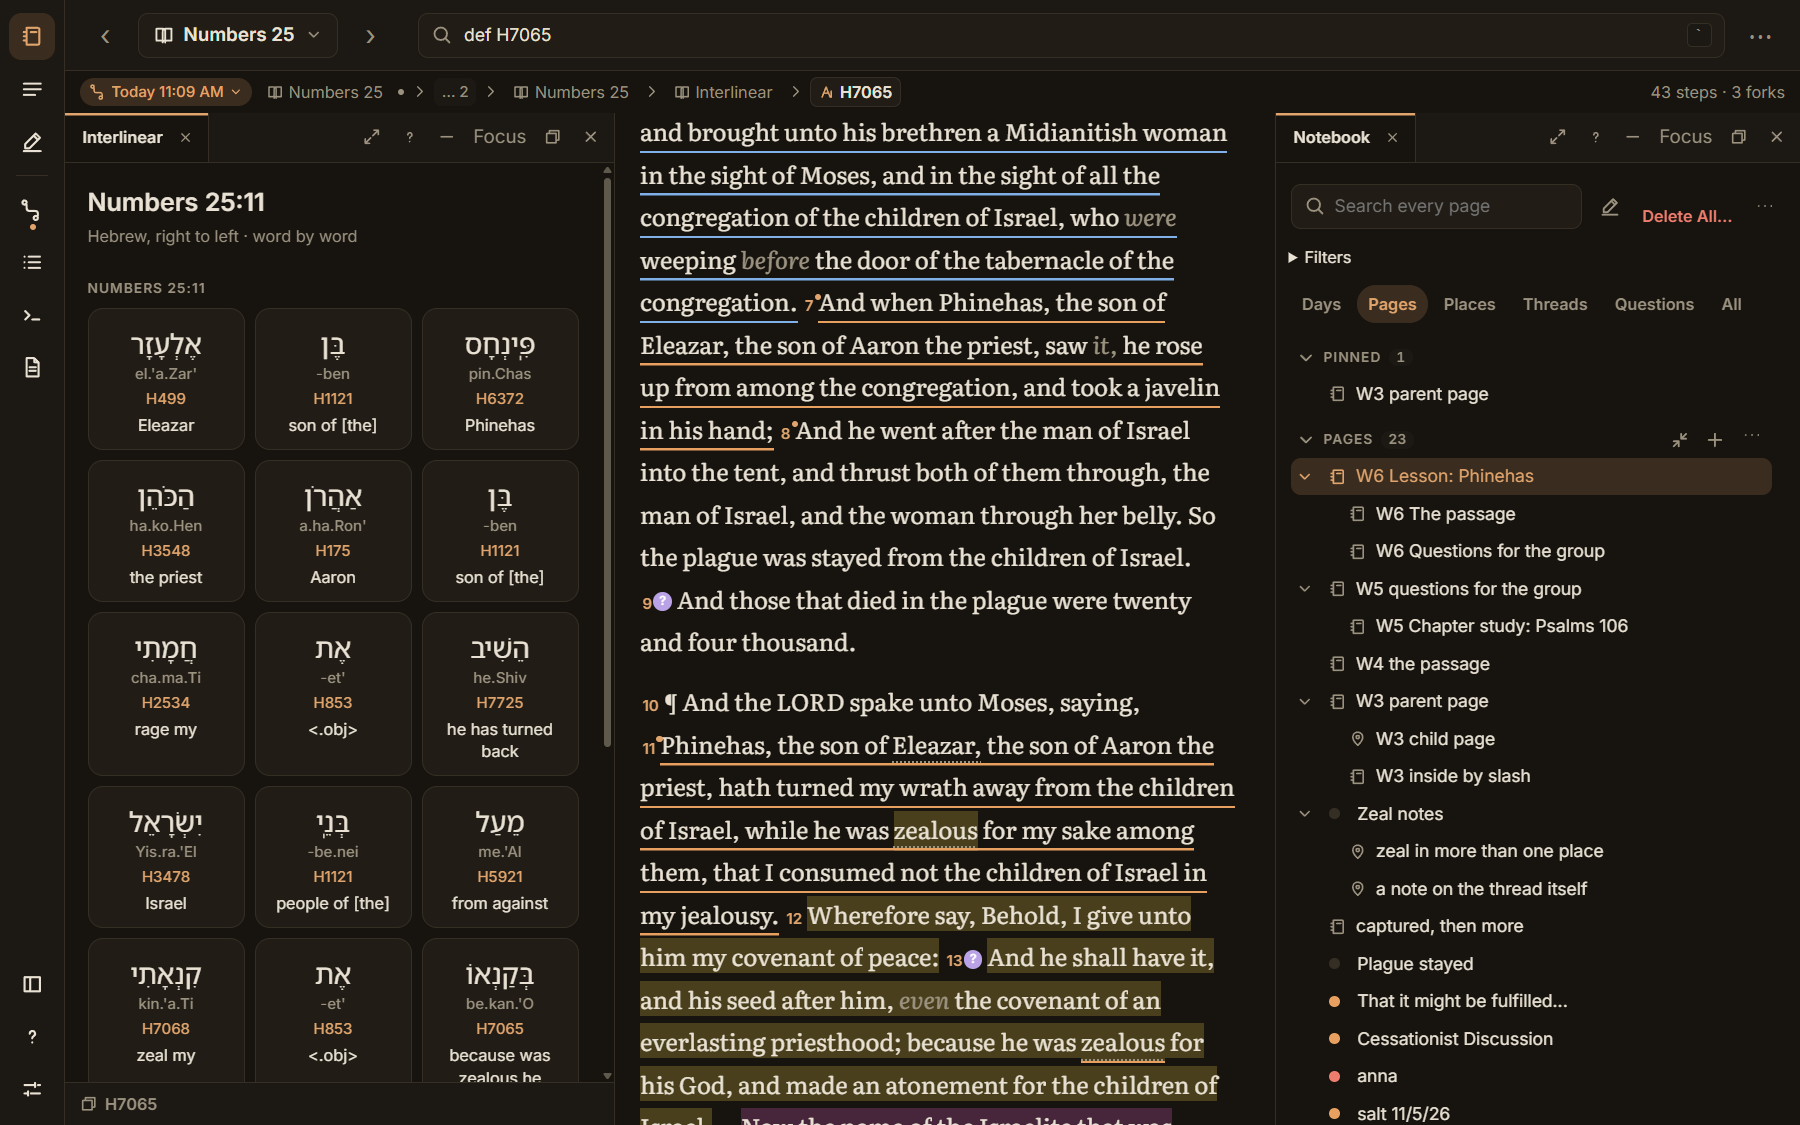 Numbers 25
def H7065
`
Today 11:09 AM
Numbers 25
... 2
Numbers 25
Interlinear
H7065
43 steps · 3 forks
Interlinear
?
Focus
Numbers 25:11
Hebrew, right to left · word by word
NUMBERS 25:11
פִּֽינְחָס
pin.Chas
H6372
Phinehas
בֶּן
-ben
H1121
son of [the]
אֶלְעָזָר
el.'a.Zar'
H499
Eleazar
בֶּן
-ben
H1121
son of [the]
אַהֲרֹן
a.ha.Ron'
H175
Aaron
הַכֹּהֵן
ha.ko.Hen
H3548
the priest
הֵשִׁיב
he.Shiv
H7725
he has turned
back
אֶת
-et'
H853
<.obj>
חֲמָתִי
cha.ma.Ti
H2534
rage my
מֵעַל
me.'Al
H5921
from against
בְּנֵֽי
-be.nei
H1121
people of [the]
יִשְׂרָאֵל
Yis.ra.'El
H3478
Israel
בְּקַנְאוֹ
be.kan.'O
H7065
because was
zealous he
אֶת
-et'
H853
<.obj>
קִנְאָתִי
kin.'a.Ti
H7068
zeal my
H7065
and brought unto his brethren a Midianitish woman
in the sight of Moses, and in the sight of all the
congregation of the children of Israel, who were
weeping before the door of the tabernacle of the
congregation. 7 And when Phinehas, the son of
Eleazar, the son of Aaron the priest, saw it, he rose
up from among the congregation, and took a javelin
in his hand; 8 And he went after the man of Israel
into the tent, and thrust both of them through, the
man of Israel, and the woman through her belly. So
the plague was stayed from the children of Israel.
9 ? And those that died in the plague were twenty
and four thousand.
10 ¶ And the LORD spake unto Moses, saying,
11 Phinehas, the son of Eleazar, the son of Aaron the
priest, hath turned my wrath away from the children
of Israel, while he was zealous for my sake among
them, that I consumed not the children of Israel in
my jealousy. 12 Wherefore say, Behold, I give unto
him my covenant of peace: 13 ? And he shall have it,
and his seed after him, even the covenant of an
everlasting priesthood; because he was zealous for
his God, and made an atonement for the children of
Israel. Now the name of the Israelite that was
Notebook
?
Focus
Search every page
Delete All...
Filters
Days
Pages
Places
Threads
Questions
All
PINNED 1
W3 parent page
PAGES 23
W6 Lesson: Phinehas
W6 The passage
W6 Questions for the group
W5 questions for the group
W5 Chapter study: Psalms 106
W4 the passage
W3 parent page
W3 child page
W3 inside by slash
Zeal notes
zeal in more than one place
a note on the thread itself
captured, then more
Plague stayed
That it might be fulfilled...
Cessationist Discussion
anna
salt 11/5/26
?